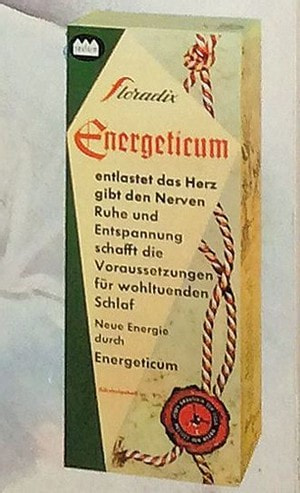 Floradix
Energeticum
entlastet das Herz
gibt den Nerven
Ruhe und
Entspannung
schafft die
Voraussetzungen
für wohltuenden
Schlaf
Neue Energie
durch
Energeticum